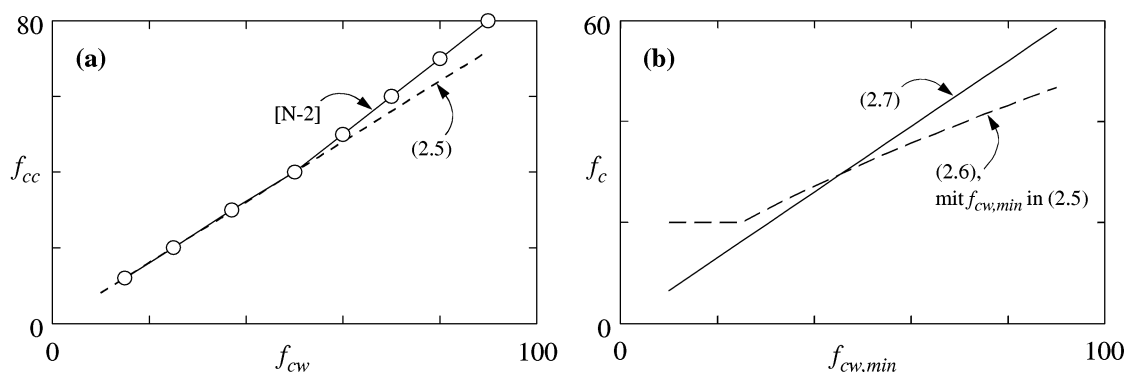 80
(a)
[N-2]
(2.5)
f_cc
0
0
f_cw
100
60
(b)
(2.7)
(2.6),
mit f_cw,min in (2.5)
f_c
0
0
f_cw,min
100